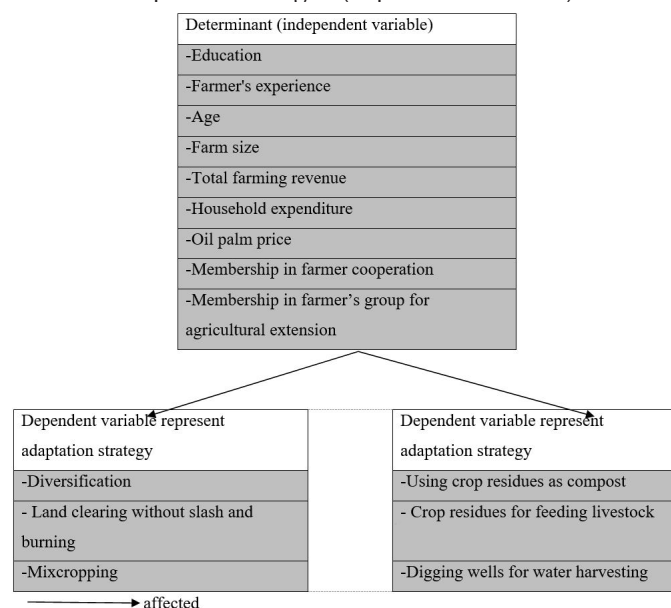 Determinant (independent variable)
-Education
-Farmer's experience
-Age
-Farm size
-Total farming revenue
-Household expenditure
-Oil palm price
-Membership in farmer cooperation
-Membership in farmer’s group for
agricultural extension
Dependent variable represent
adaptation strategy
-Diversification
- Land clearing without slash and
burning
-Mixcropping
Dependent variable represent
adaptation strategy
-Using crop residues as compost
- Crop residues for feeding livestock
-Digging wells for water harvesting
affected